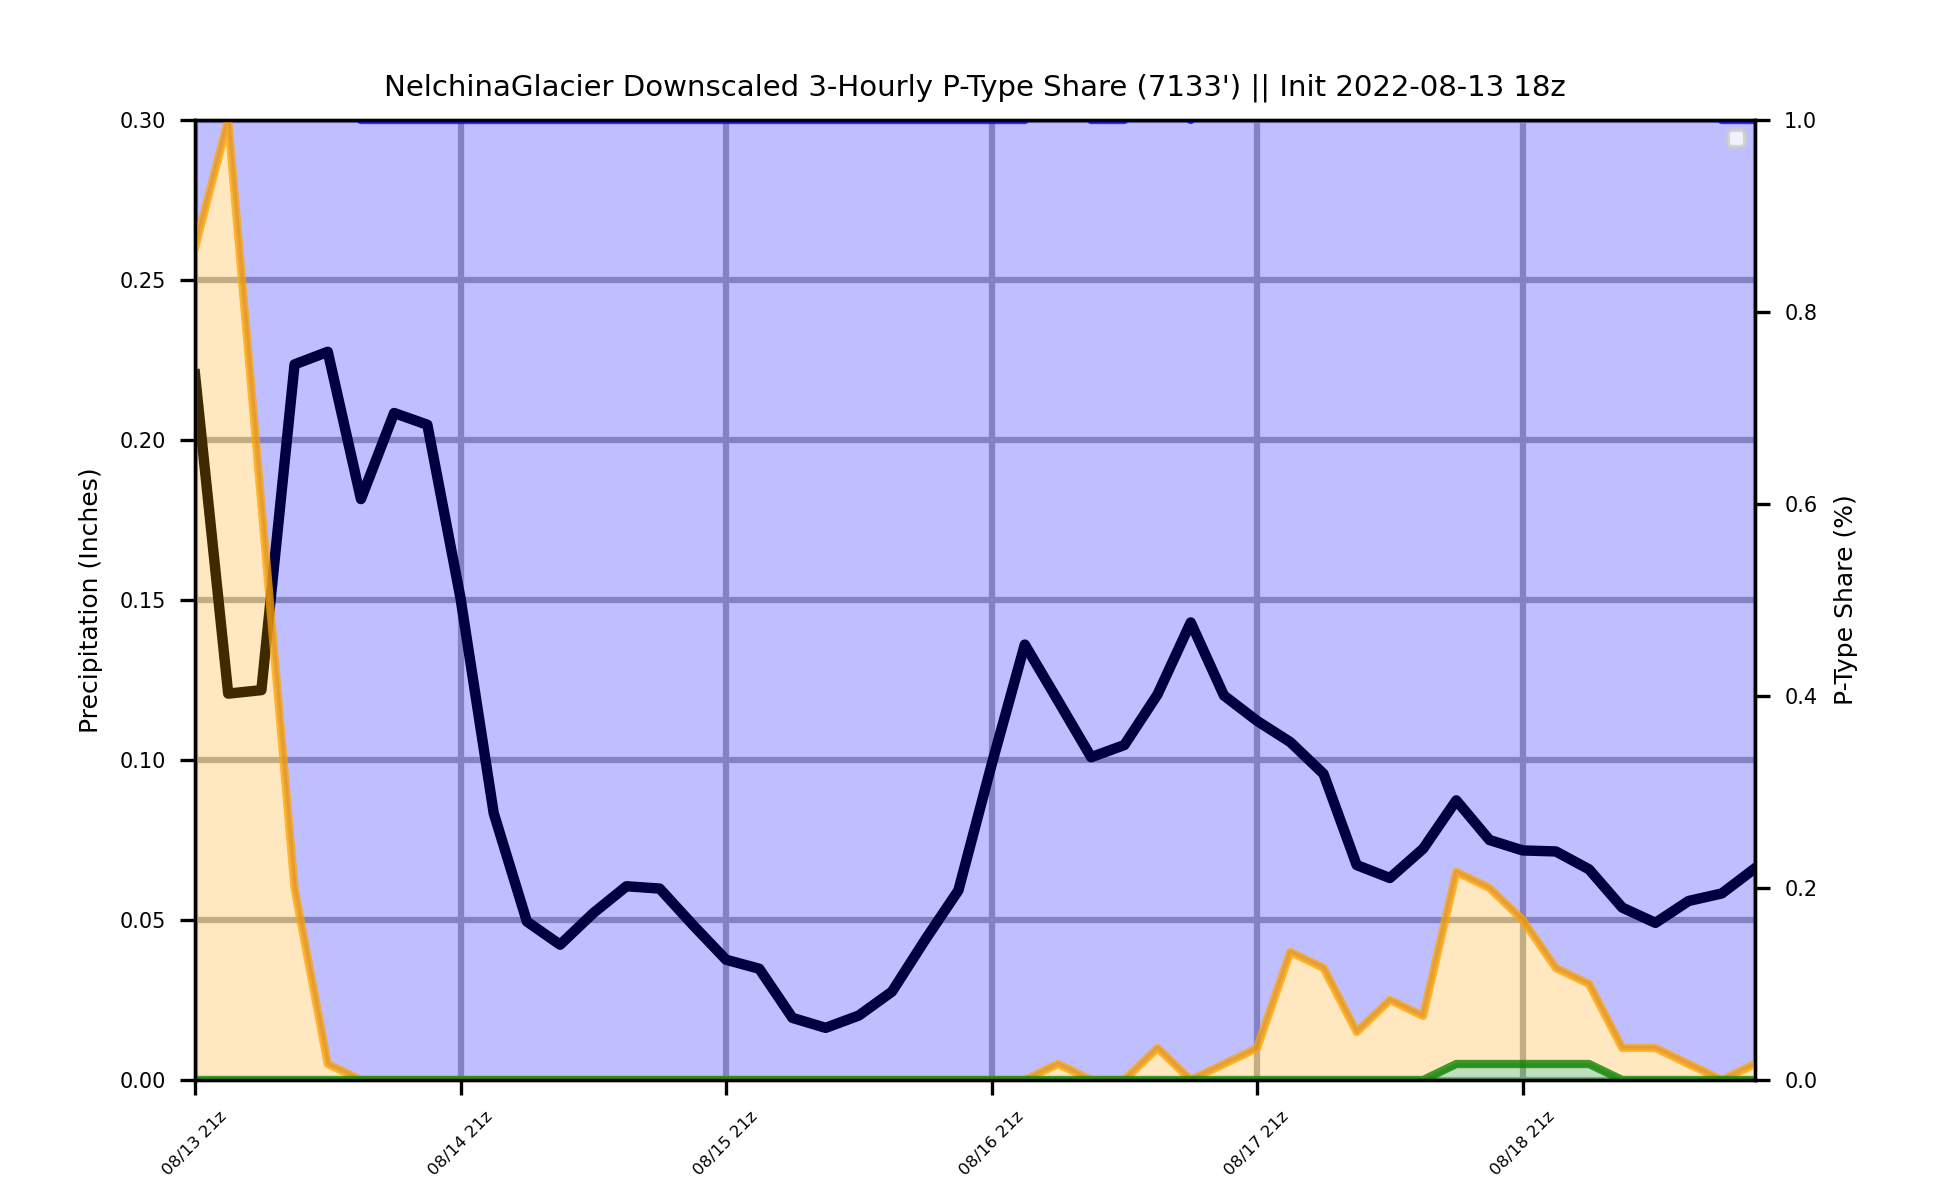 NelchinaGlacier Downscaled 3-Hourly P-Type Share (7133') || Init 2022-08-13 18z
0.30
0.25
0.20
0.15
0.10
0.05
0.00
Precipitation (Inches)
1.0
0.8
0.6
0.4
0.2
0.0
P-Type Share (%)
08/13 21z
08/14 21z
08/15 21z
08/16 21z
08/17 21z
08/18 21z